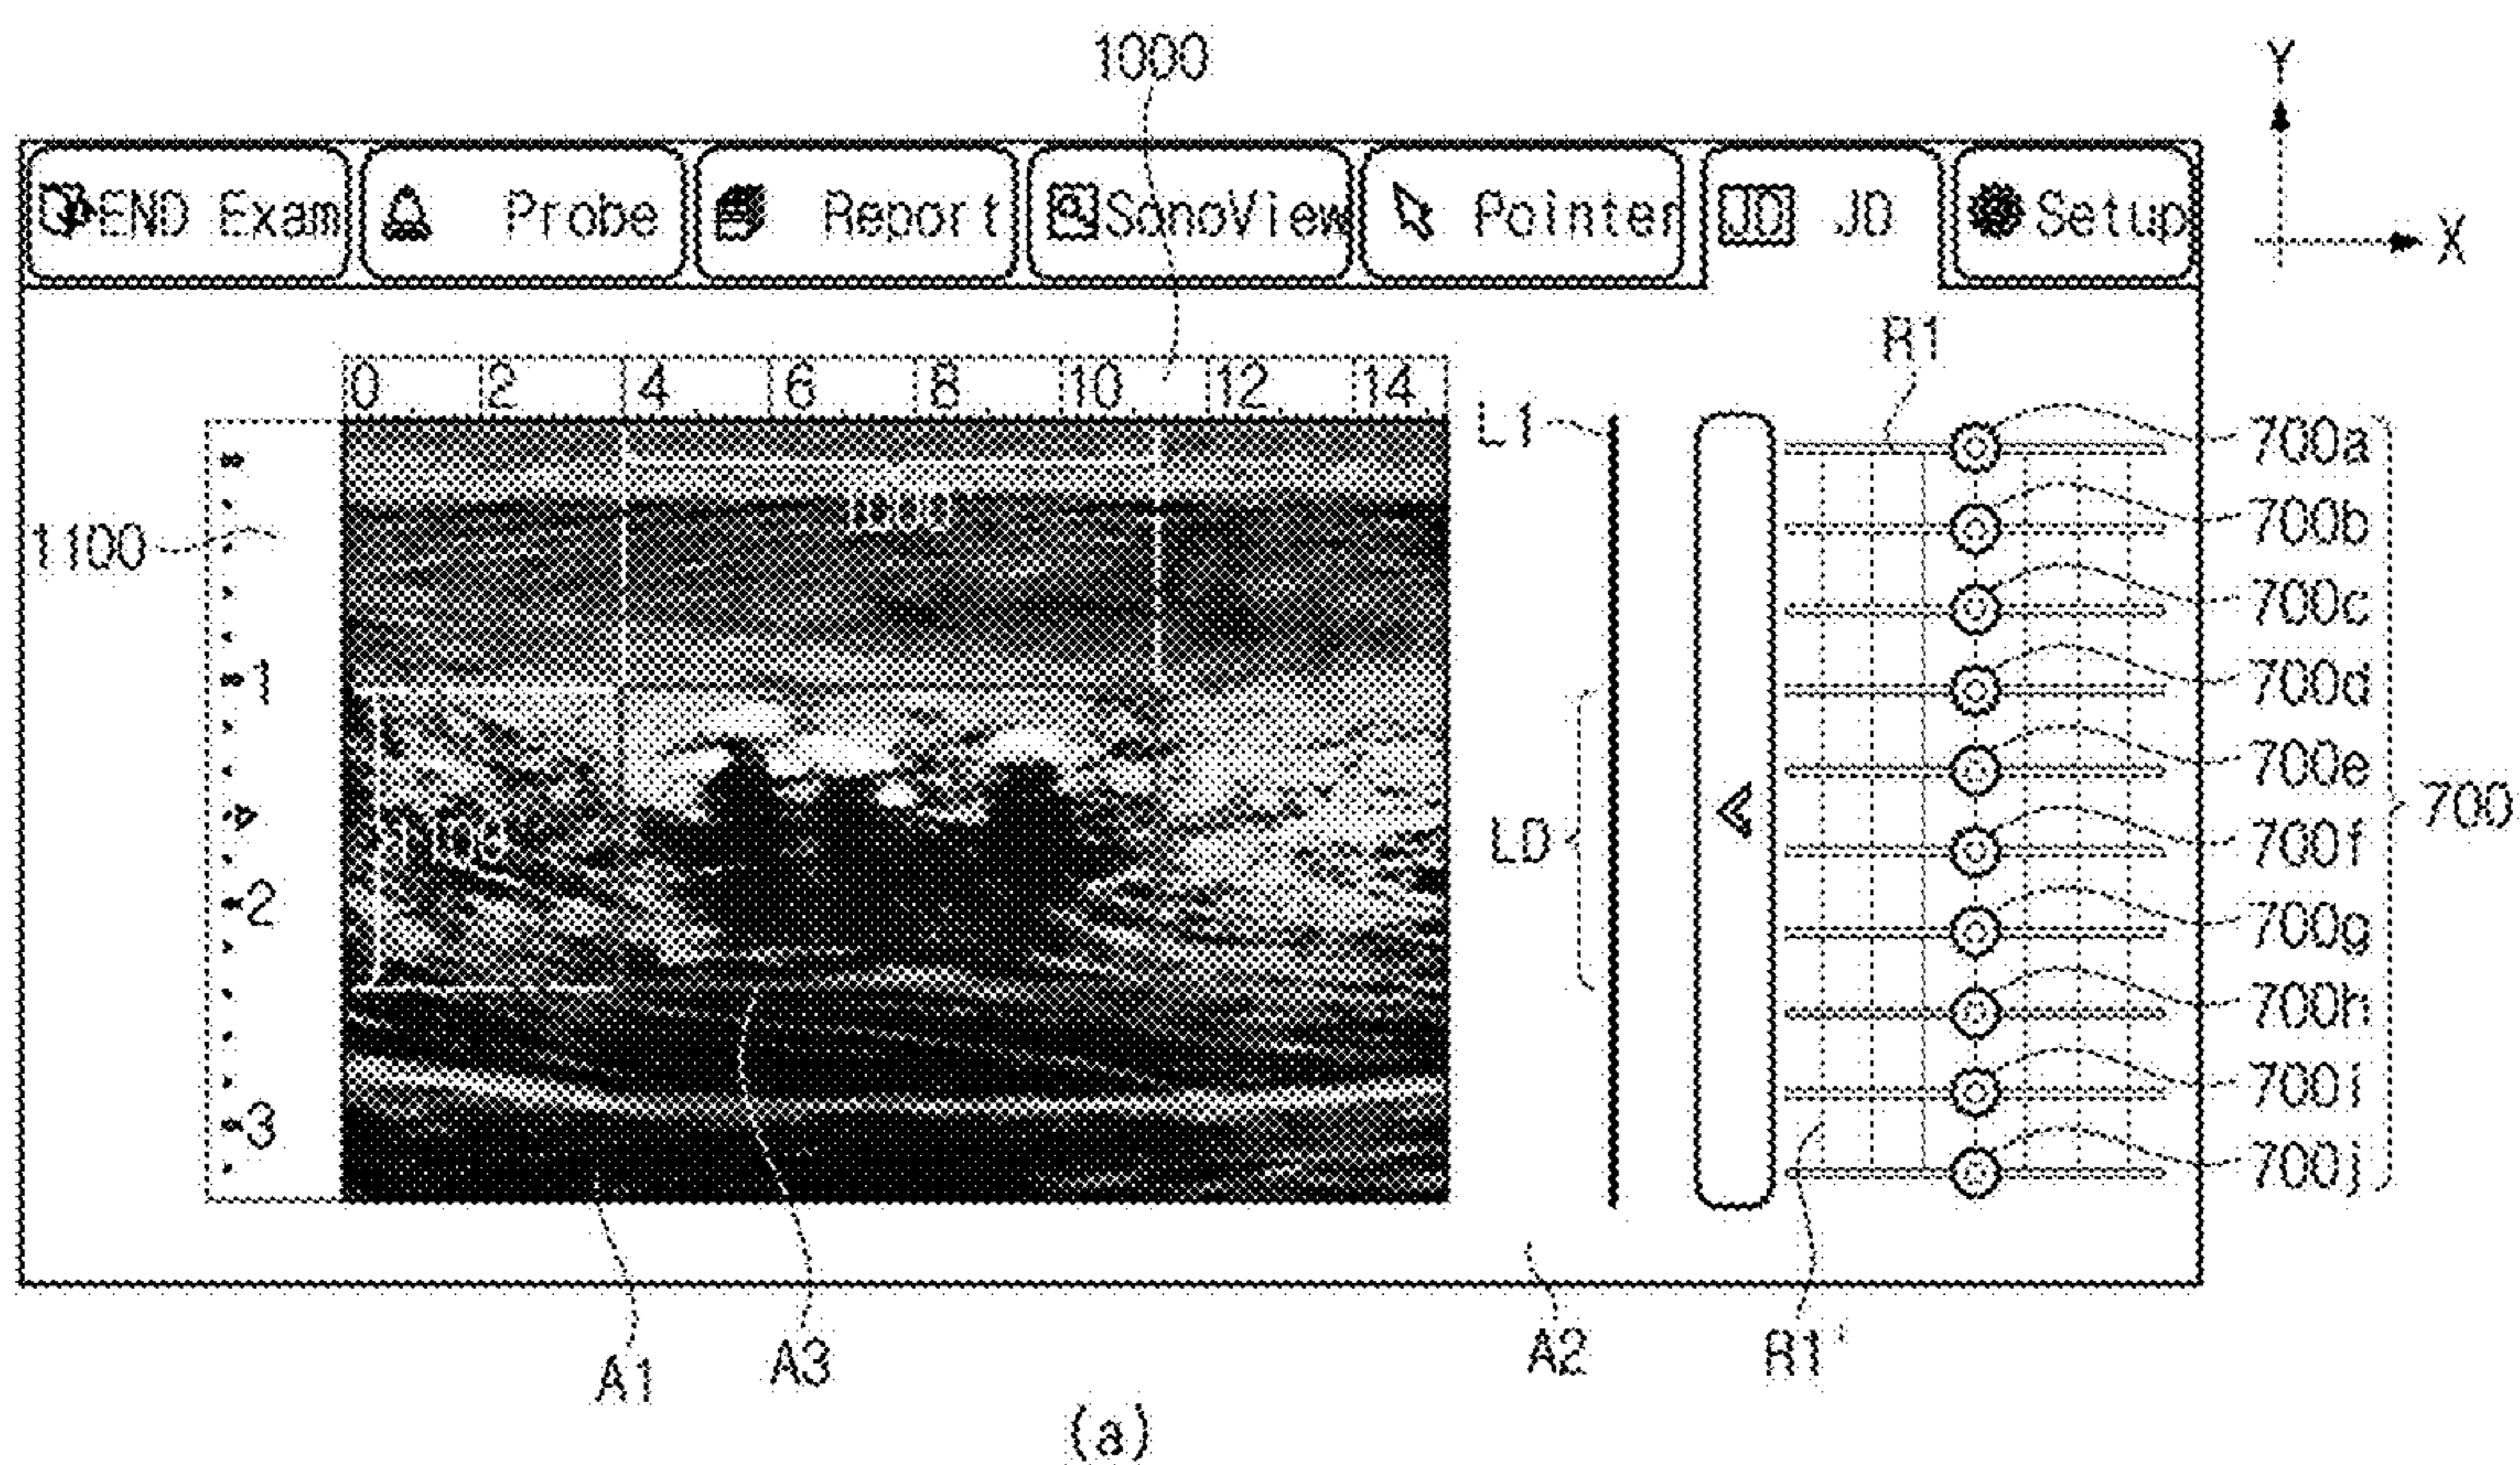 1000
Y
END Exam Probe Report SonoView Pointer JD JD Setup
X
R1
0 2 4 6 8 10 12 14
L1
700a
700b
1100
700c
1
700d
700e
LD
700
700f
2
700g
700h
700i
3
700j
A1 A3 A2 R1'
(a)